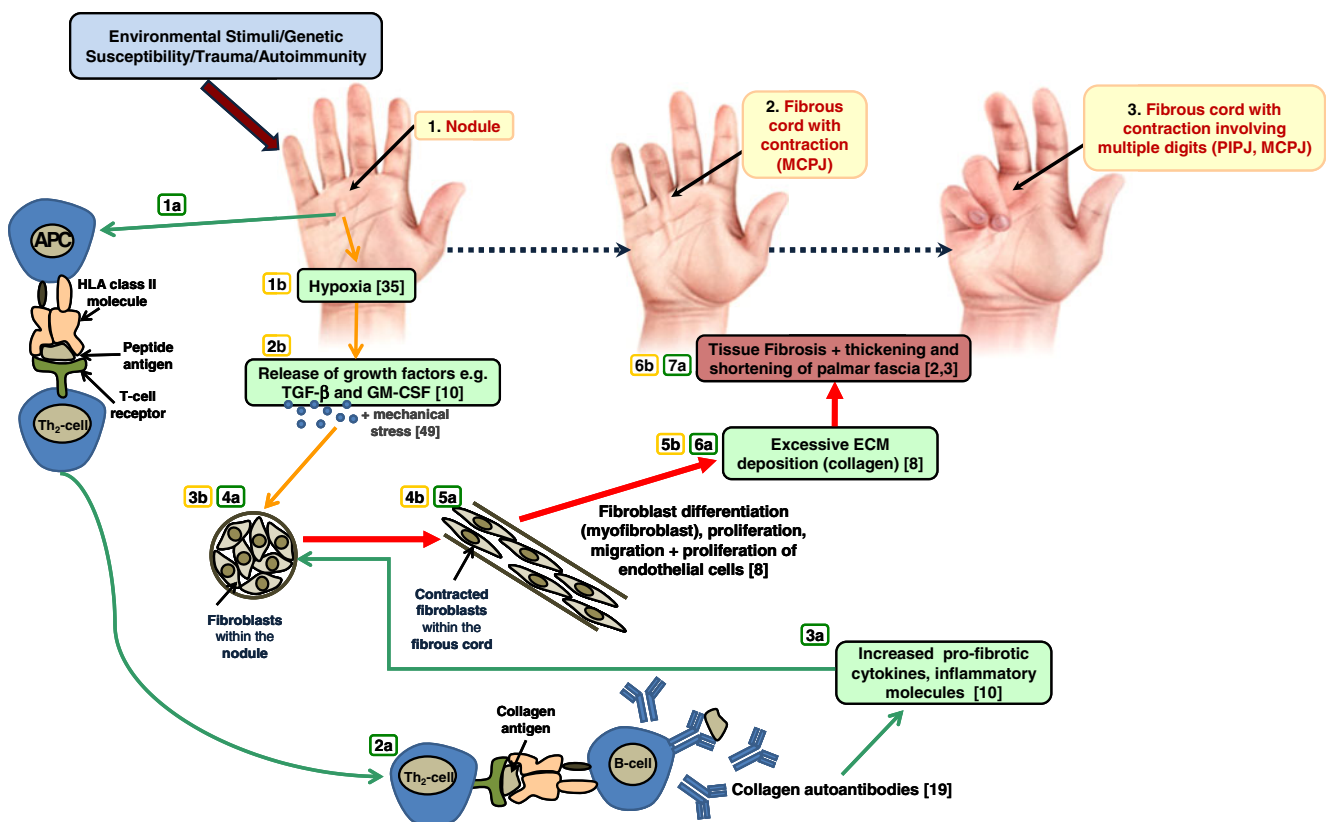 Environmental Stimuli/Genetic
Susceptibility/Trauma/Autoimmunity
1. Nodule
2. Fibrous
cord with
contraction
(MCPJ)
3. Fibrous cord with
contraction involving
multiple digits (PIPJ, MCPJ)
1a
APC
HLA class II
molecule
Peptide
antigen
T-cell
receptor
Th2-cell
1b
Hypoxia [35]
2b
Release of growth factors e.g.
TGF-β and GM-CSF [10]
+ mechanical
stress [49]
6b 7a
Tissue Fibrosis + thickening and
shortening of palmar fascia [2,3]
5b 6a
Excessive ECM
deposition (collagen) [8]
3b 4a
Fibroblasts
within the
nodule
4b 5a
Contracted
fibroblasts
within the
fibrous cord
Fibroblast differentiation
(myofibroblast), proliferation,
migration + proliferation of
endothelial cells [8]
3a
Increased pro-fibrotic
cytokines, inflammatory
molecules [10]
2a
Th2-cell
Collagen
antigen
B-cell
Collagen autoantibodies [19]